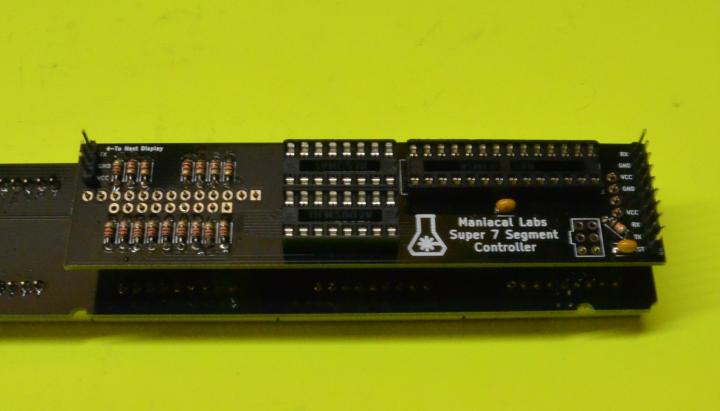 ←To Next Display
TX
GND
VCC
RX
GND
VCC
GND
VCC
RX
TX
Maniacal Labs
Super 7 Segment
Controller